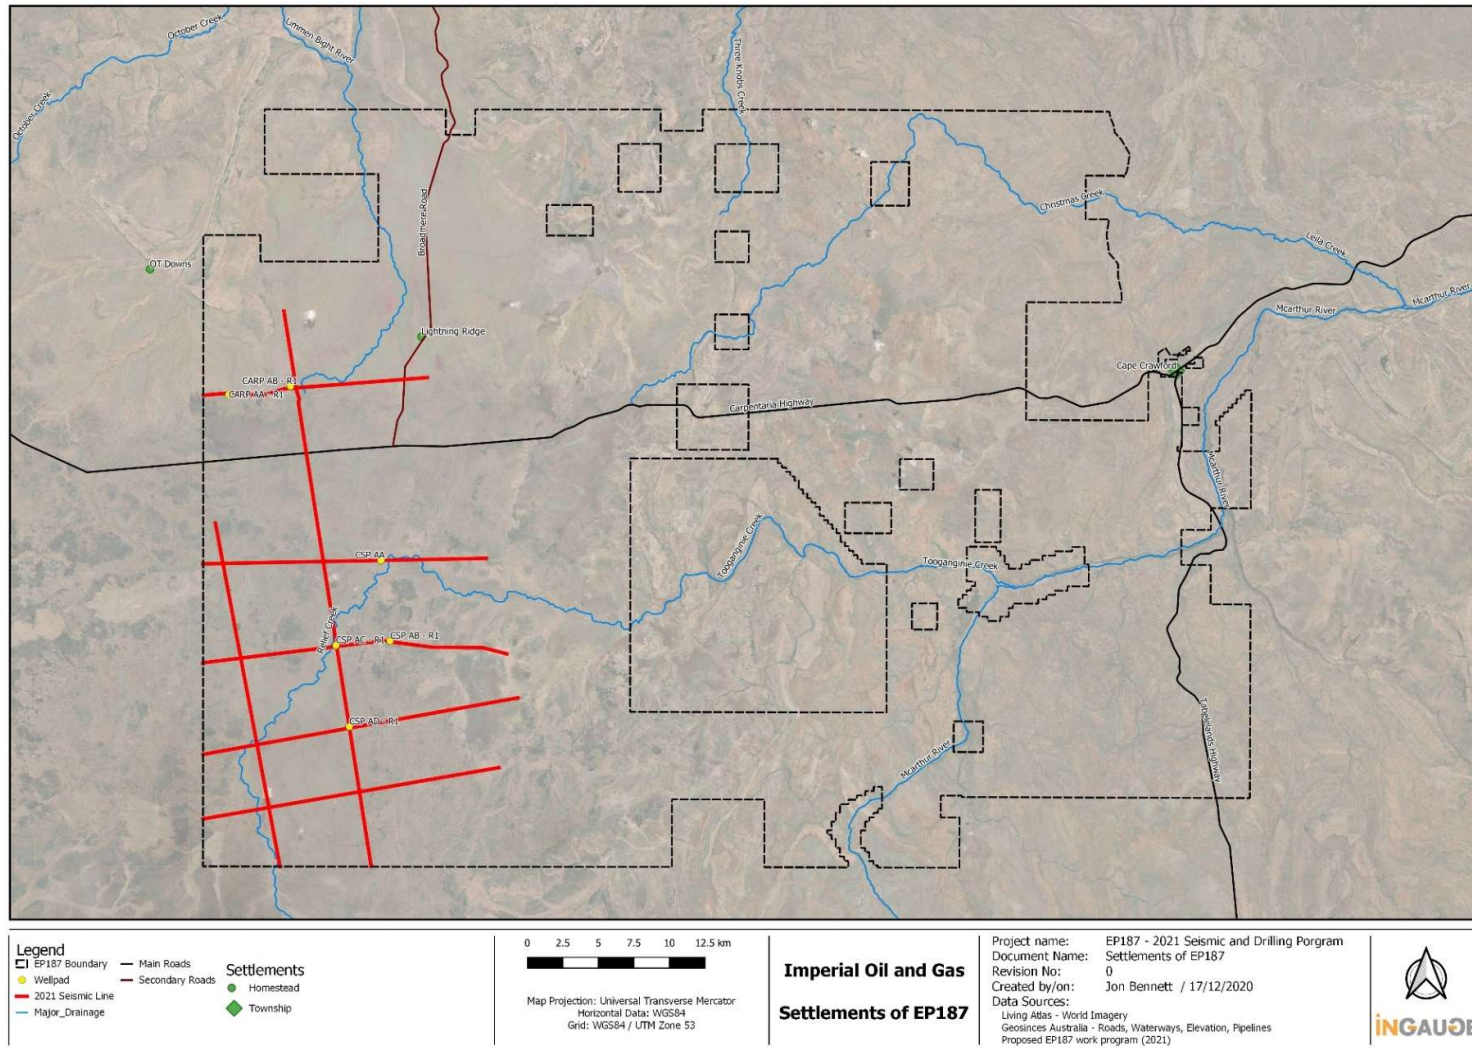 October Creek
Limmen Bight River
October Creek
Three Knobs Creek
Broadmere Road
Christmas Creek
Leila Creek
OT Downs
Mcarthur River
Mcarthur River
Lightning Ridge
Cape Crawford
CARP AB - R1
CARP AA - R1
Carpentaria Highway
Mcarthur River
Tooganginie Creek
CSP AA
Tooganginie Creek
Relief Creek
CSP AC - R1
CSP AB - R1
CSP AD - R1
Tabelelands Highway
Mcarthur River
Legend
EP187 Boundary
Wellpad
2021 Seismic Line
Major_Drainage
Main Roads
Secondary Roads
Settlements
Homestead
Township
0 2.5 5 7.5 10 12.5 km
Map Projection: Universal Transverse Mercator
Horizontal Data: WGS84
Grid: WGS84 / UTM Zone 53
Imperial Oil and Gas
Settlements of EP187
Project name: EP187 - 2021 Seismic and Drilling Porgram
Document Name: Settlements of EP187
Revision No: 0
Created by/on: Jon Bennett / 17/12/2020
Data Sources:
Living Atlas - World Imagery
Geosinces Australia - Roads, Waterways, Elevation, Pipelines
Proposed EP187 work program (2021)
INGAUGE